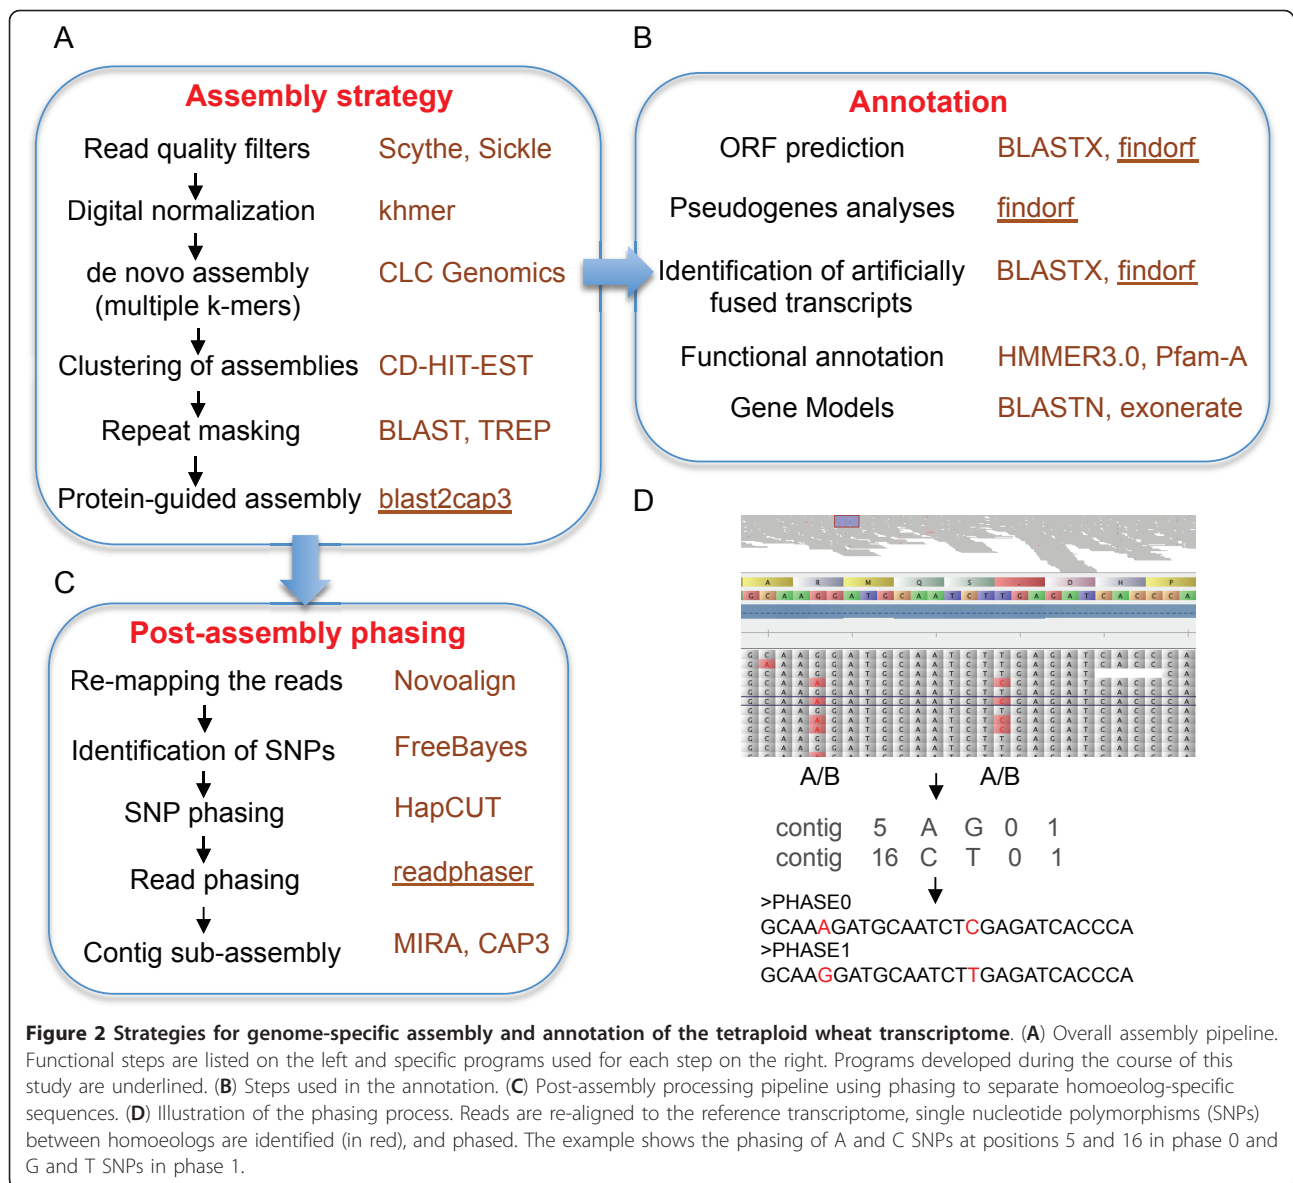 A
Assembly strategy
Read quality filters Scythe, Sickle
Digital normalization khmer
de novo assembly CLC Genomics
(multiple k-mers)
Clustering of assemblies CD-HIT-EST
Repeat masking BLAST, TREP
Protein-guided assembly blast2cap3
B
Annotation
ORF prediction BLASTX, findorf
Pseudogenes analyses findorf
Identification of artificially BLASTX, findorf
fused transcripts
Functional annotation HMMER3.0, Pfam-A
Gene Models BLASTN, exonerate
C
Post-assembly phasing
Re-mapping the reads Novoalign
Identification of SNPs FreeBayes
SNP phasing HapCUT
Read phasing readphaser
Contig sub-assembly MIRA, CAP3
D
A R M Q S . D H P
G C A A G G A T G C A A T C T T G A G A T C A C C C A
A/B A/B
contig 5 A G 0 1
contig 16 C T 0 1
>PHASE0
GCAAAGATGCAATCTCGAGATCACCCA
>PHASE1
GCAAGGATGCAATCTTGAGATCACCCA
Figure 2 Strategies for genome-specific assembly and annotation of the tetraploid wheat transcriptome. (A) Overall assembly pipeline.
Functional steps are listed on the left and specific programs used for each step on the right. Programs developed during the course of this
study are underlined. (B) Steps used in the annotation. (C) Post-assembly processing pipeline using phasing to separate homoeolog-specific
sequences. (D) Illustration of the phasing process. Reads are re-aligned to the reference transcriptome, single nucleotide polymorphisms (SNPs)
between homoeologs are identified (in red), and phased. The example shows the phasing of A and C SNPs at positions 5 and 16 in phase 0 and
G and T SNPs in phase 1.